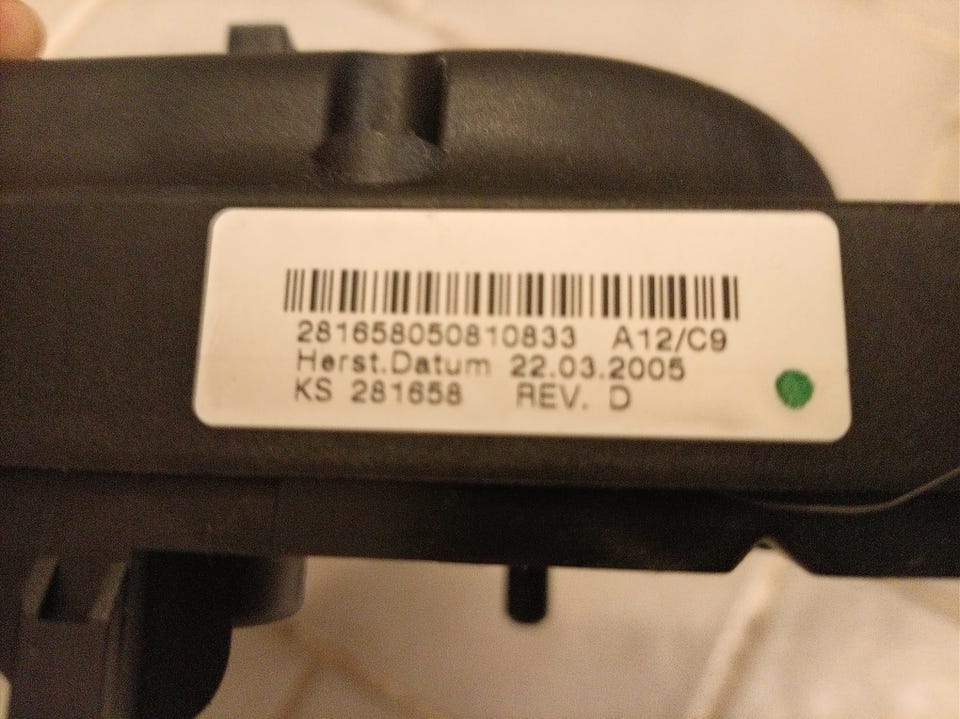 281658050810833 A12/C9
Herst.Datum 22.03.2005
KS 281658 REV. D